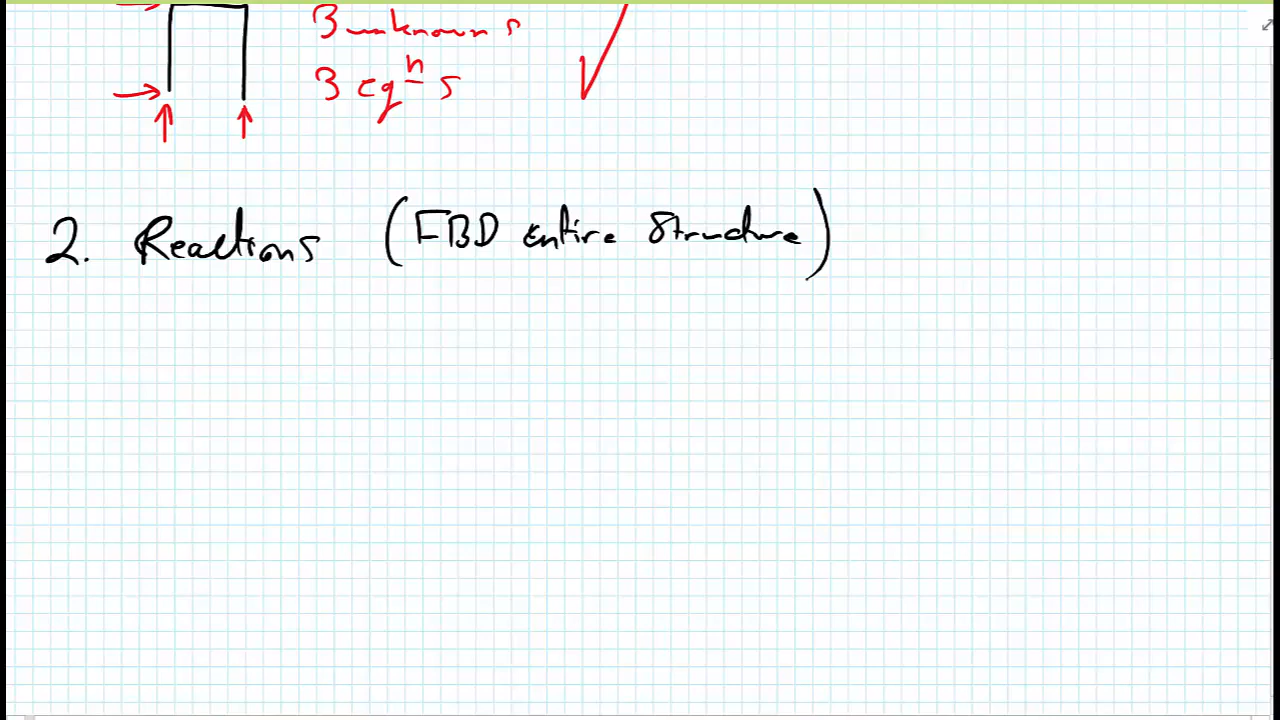 3 unknowns
3 eqⁿs
2. Reactions (FBD Entire Structure)